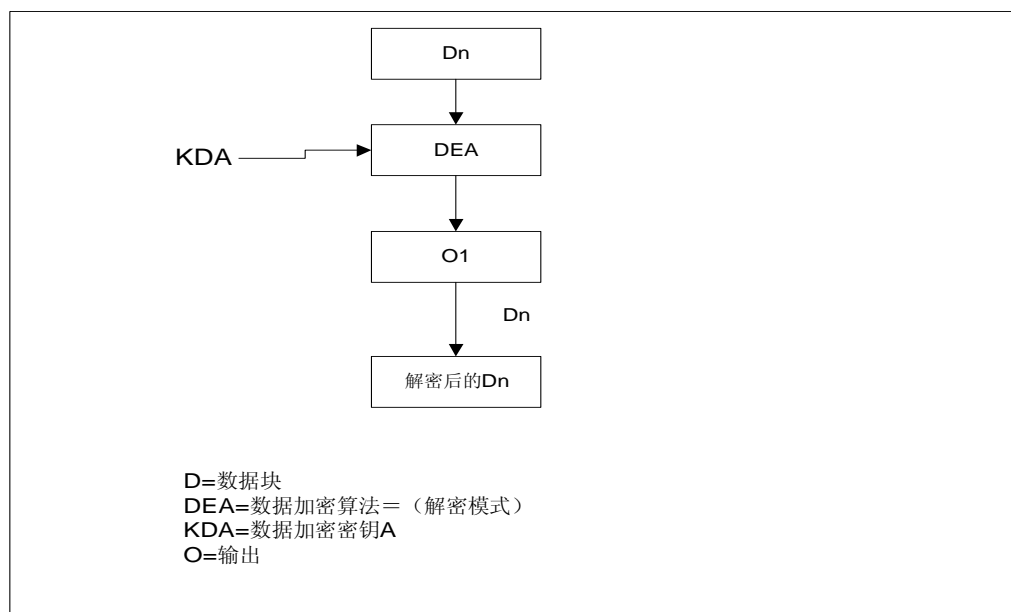 Dn
KDA
DEA
O1
Dn
解密后的Dn
D=数据块
DEA=数据加密算法＝（解密模式）
KDA=数据加密密钥A
O=输出